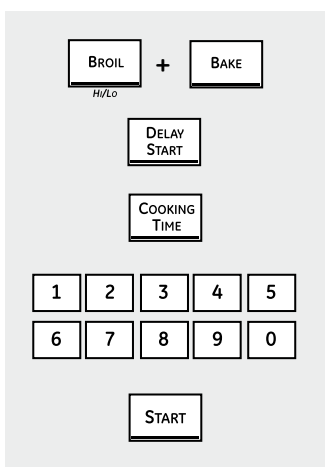 BROIL + BAKE
HI/LO
DELAY
START
COOKING
TIME
1 2 3 4 5
6 7 8 9 0
START